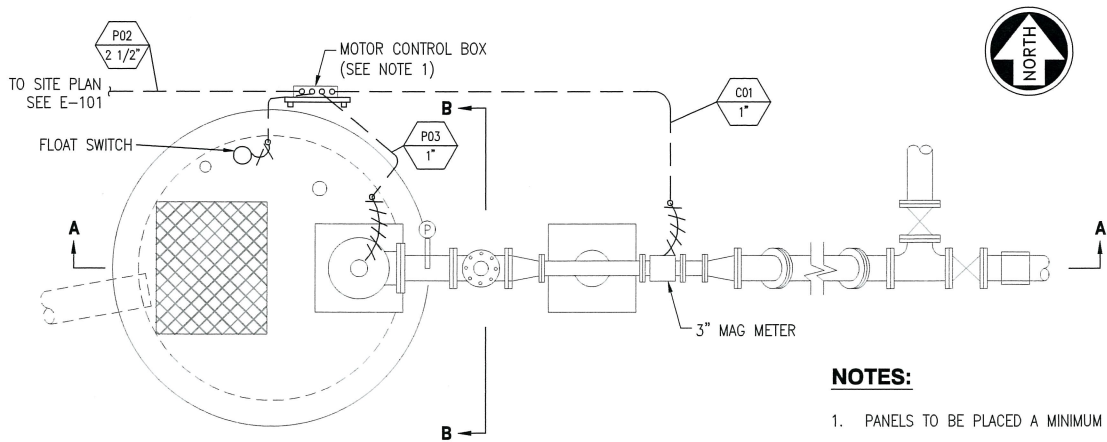 P02
2 1/2"
TO SITE PLAN
SEE E-101
MOTOR CONTROL BOX
(SEE NOTE 1)
NORTH
B
C01
1"
FLOAT SWITCH
P03
1"
A
P
A
3" MAG METER
B
NOTES:
1. PANELS TO BE PLACED A MINIMUM